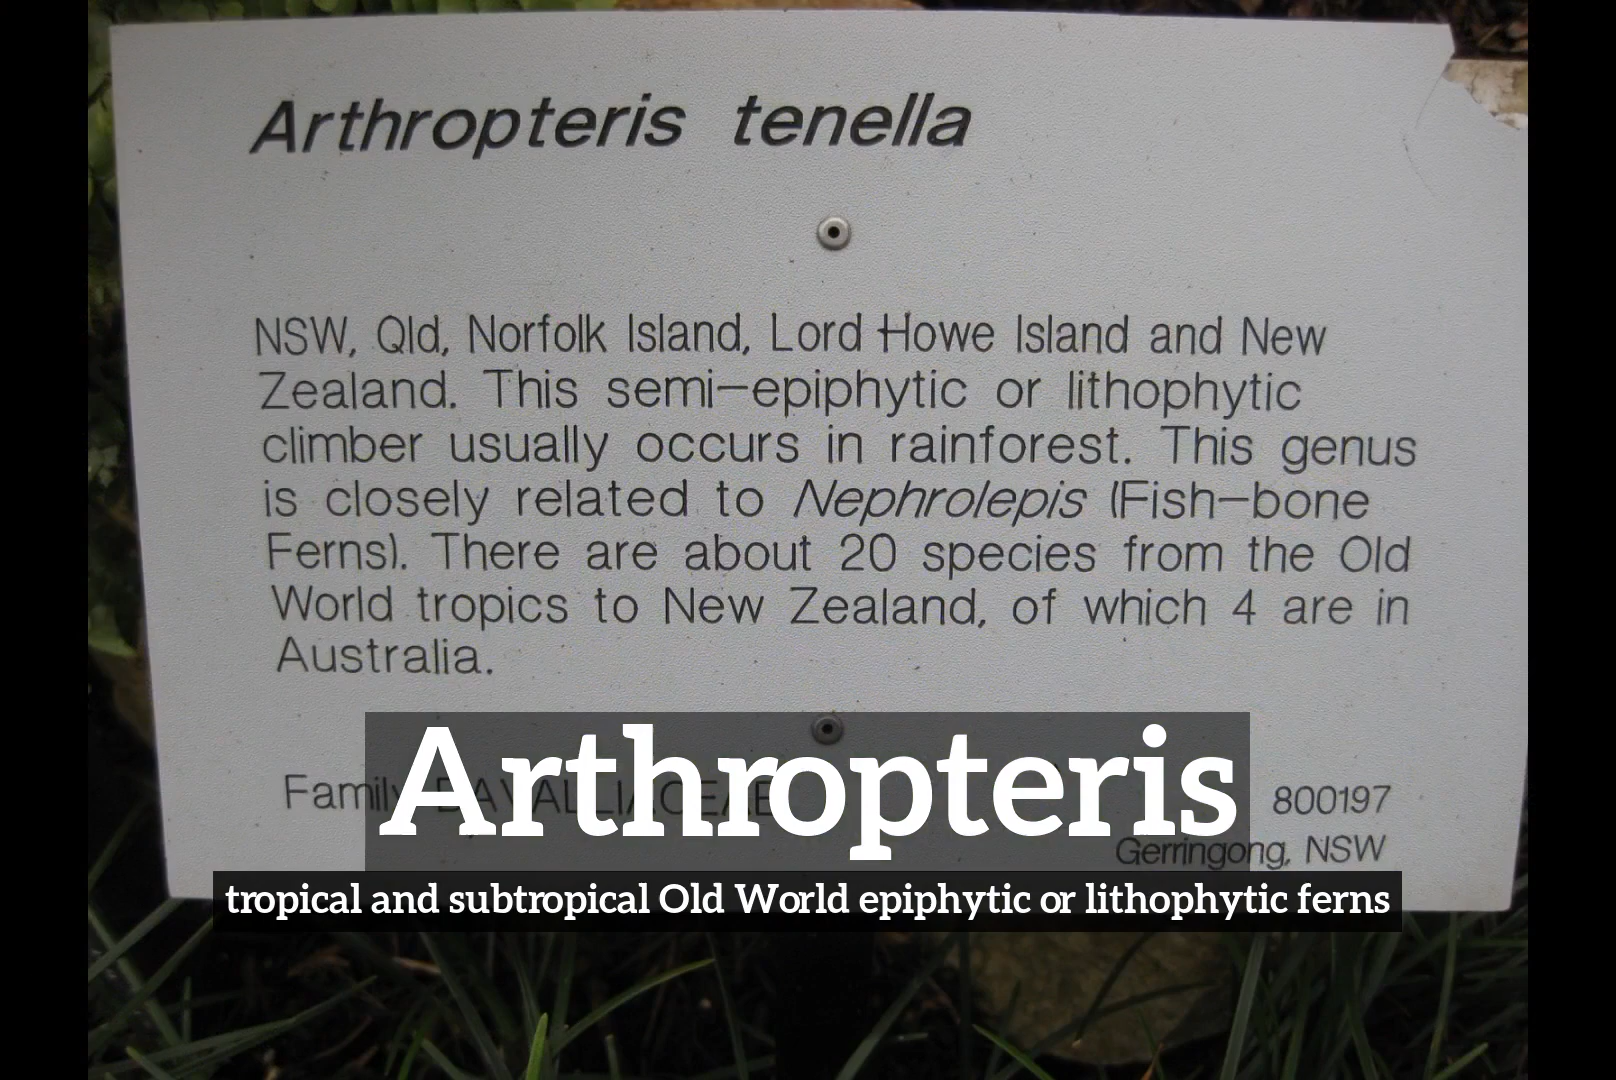 Arthropteris tenella
NSW, Qld, Norfolk Island, Lord Howe Island and New
Zealand. This semi-epiphytic or lithophytic
climber usually occurs in rainforest. This genus
is closely related to Nephrolepis (Fish-bone
Ferns). There are about 20 species from the Old
World tropics to New Zealand, of which 4 are in
Australia.
Arthropteris
Family DAVALLIACEAE 800197
Gerringong, NSW
tropical and subtropical Old World epiphytic or lithophytic ferns